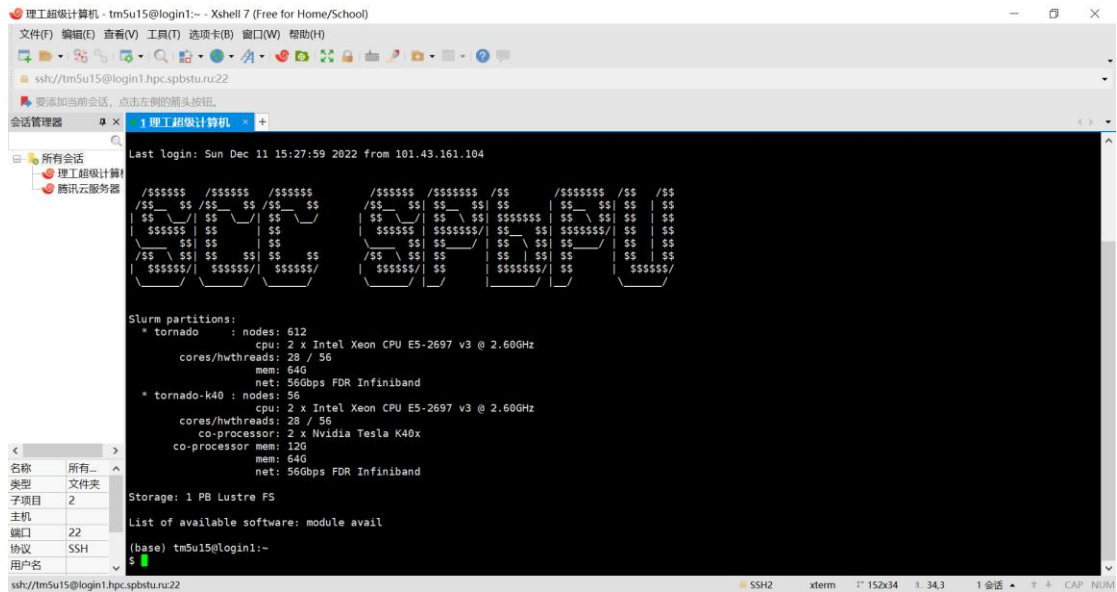 理工超级计算机 - tm5u15@login1:~ - Xshell 7 (Free for Home/School)
文件(F) 编辑(E) 查看(V) 工具(T) 选项卡(B) 窗口(W) 帮助(H)
ssh://tm5u15@login1.hpc.spbstu.ru:22
要添加当前会话，点击左侧的箭头按钮。
会话管理器
1 理工超级计算机 × +
所有会话
理工超级计算机
腾讯云服务器
Last login: Sun Dec 11 15:27:59 2022 from 101.43.161.104
SCC SPbPU
Slurm partitions:
* tornado : nodes: 612
cpu: 2 x Intel Xeon CPU E5-2697 v3 @ 2.60GHz
cores/hwthreads: 28 / 56
mem: 64G
net: 56Gbps FDR Infiniband
* tornado-k40 : nodes: 56
cpu: 2 x Intel Xeon CPU E5-2697 v3 @ 2.60GHz
cores/hwthreads: 28 / 56
co-processor: 2 x Nvidia Tesla K40x
co-processor mem: 12G
mem: 64G
net: 56Gbps FDR Infiniband
Storage: 1 PB Lustre FS
List of available software: module avail
(base) tm5u15@login1:~
$
名称 所有...
类型 文件夹
子项目 2
主机
端口 22
协议 SSH
用户名
ssh://tm5u15@login1.hpc.spbstu.ru:22 SSH2 xterm 152x34 34,3 1 会话 CAP NUM